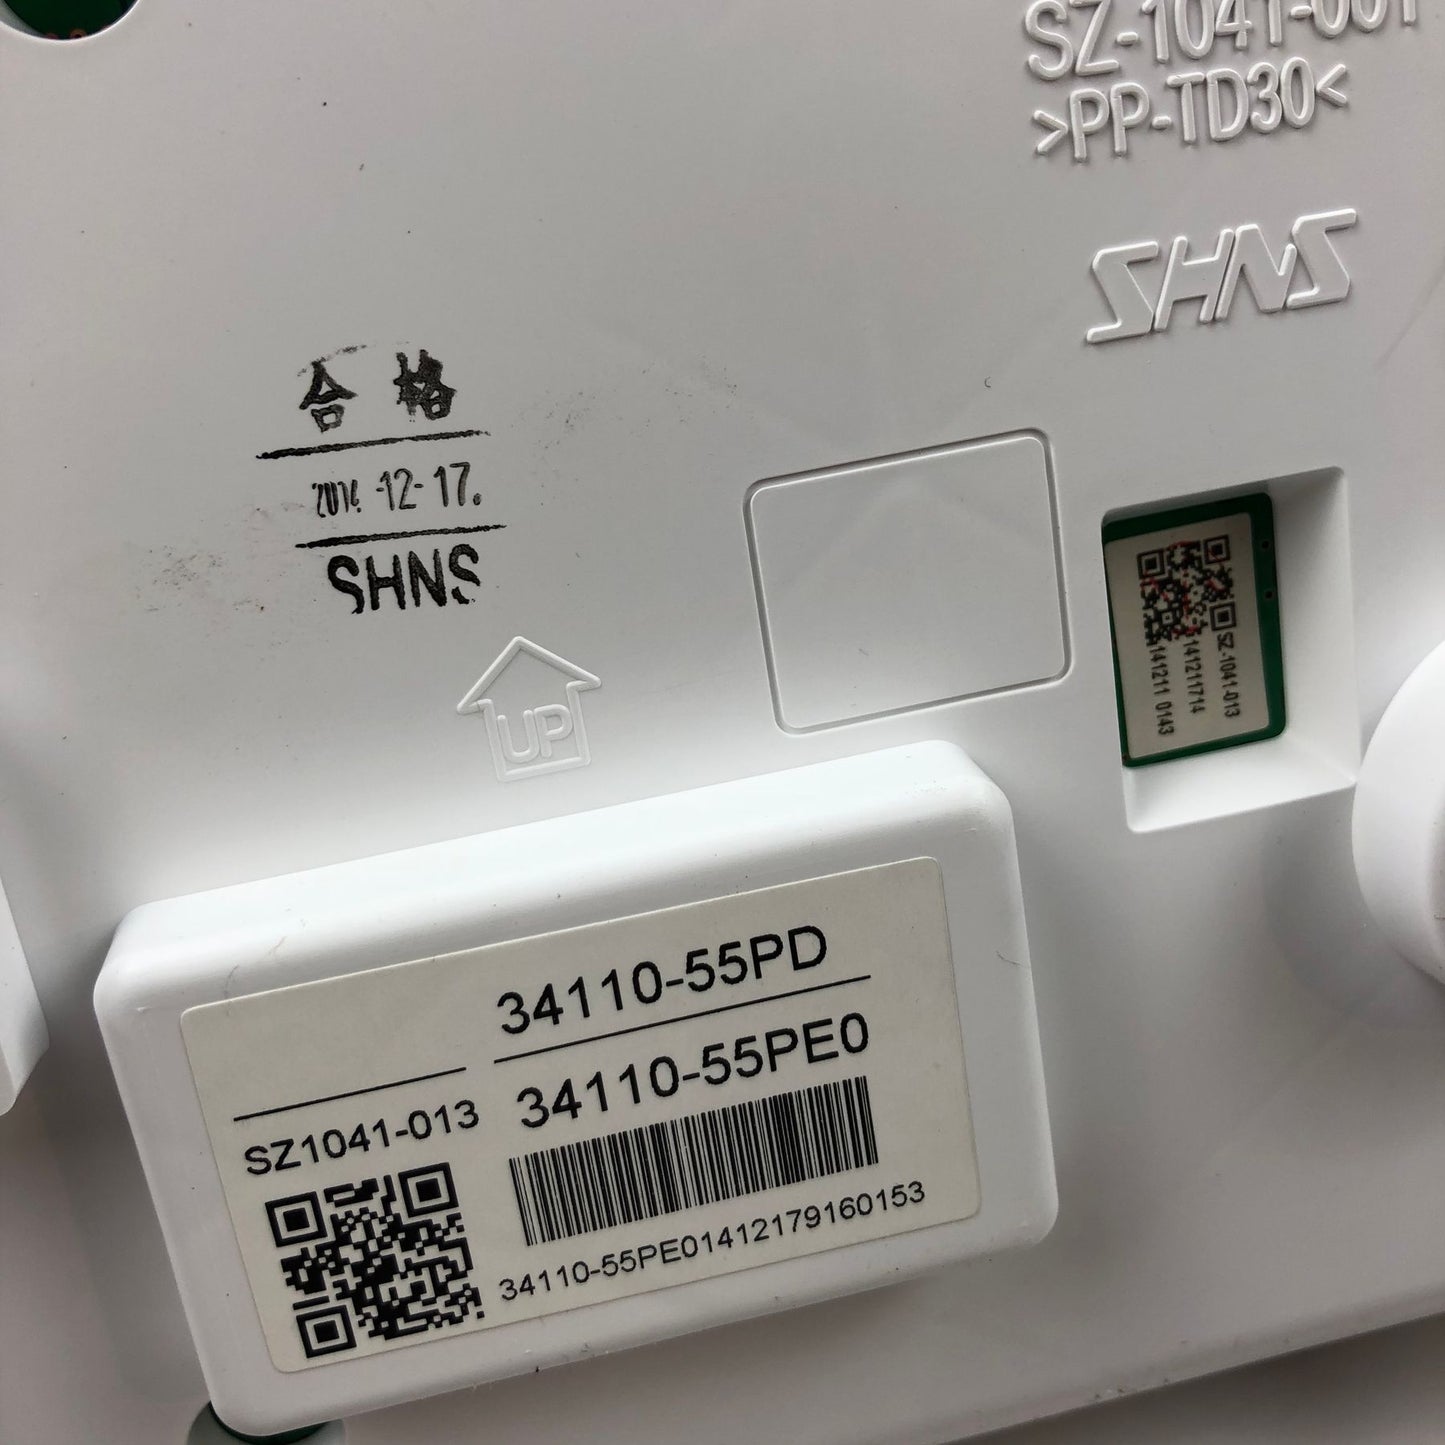 SZ-1041-001
>PP-TD30<
SHNS
合格
2014.-12-17.
SHNS
UP
SZ-1041-013
141211714
141211 0143
34110-55PD
34110-55PE0
SZ1041-013
34110-55PE01412179160153